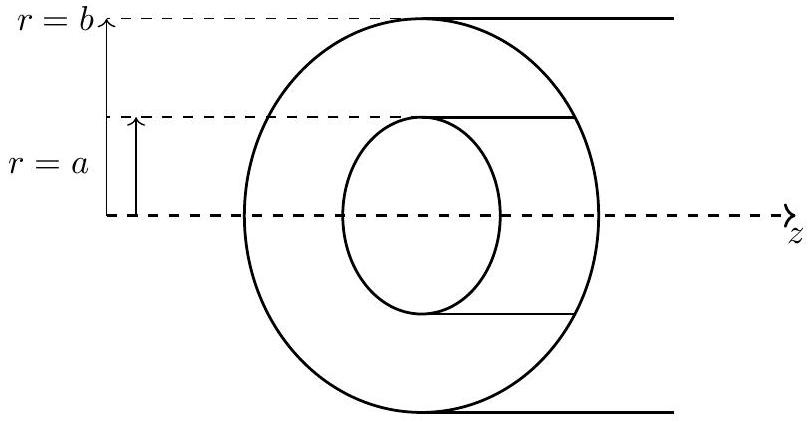 r = b
r = a
z